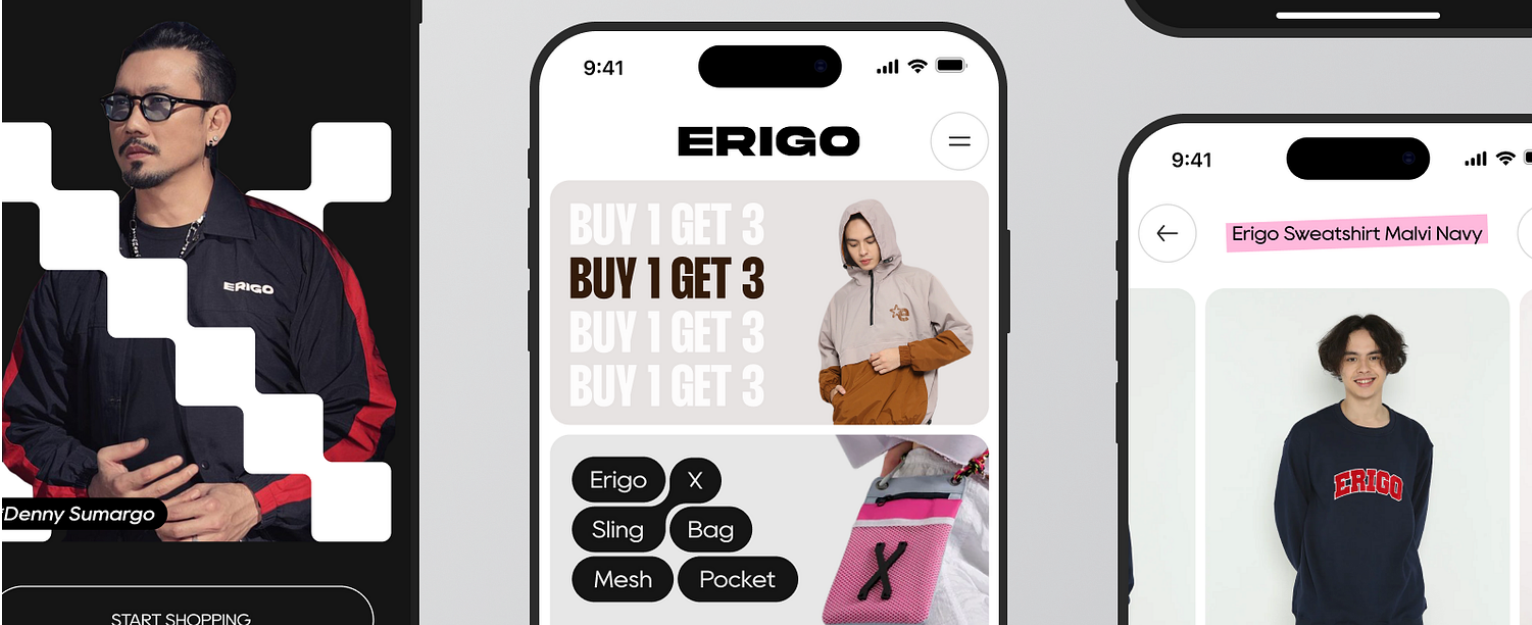 ERIGO
Denny Sumargo
START SHOPPING
9:41
ERIGO
BUY 1 GET 3
BUY 1 GET 3
BUY 1 GET 3
BUY 1 GET 3
e
Erigo X
Sling Bag
Mesh Pocket
X
9:41
Erigo Sweatshirt Malvi Navy
ERIGO